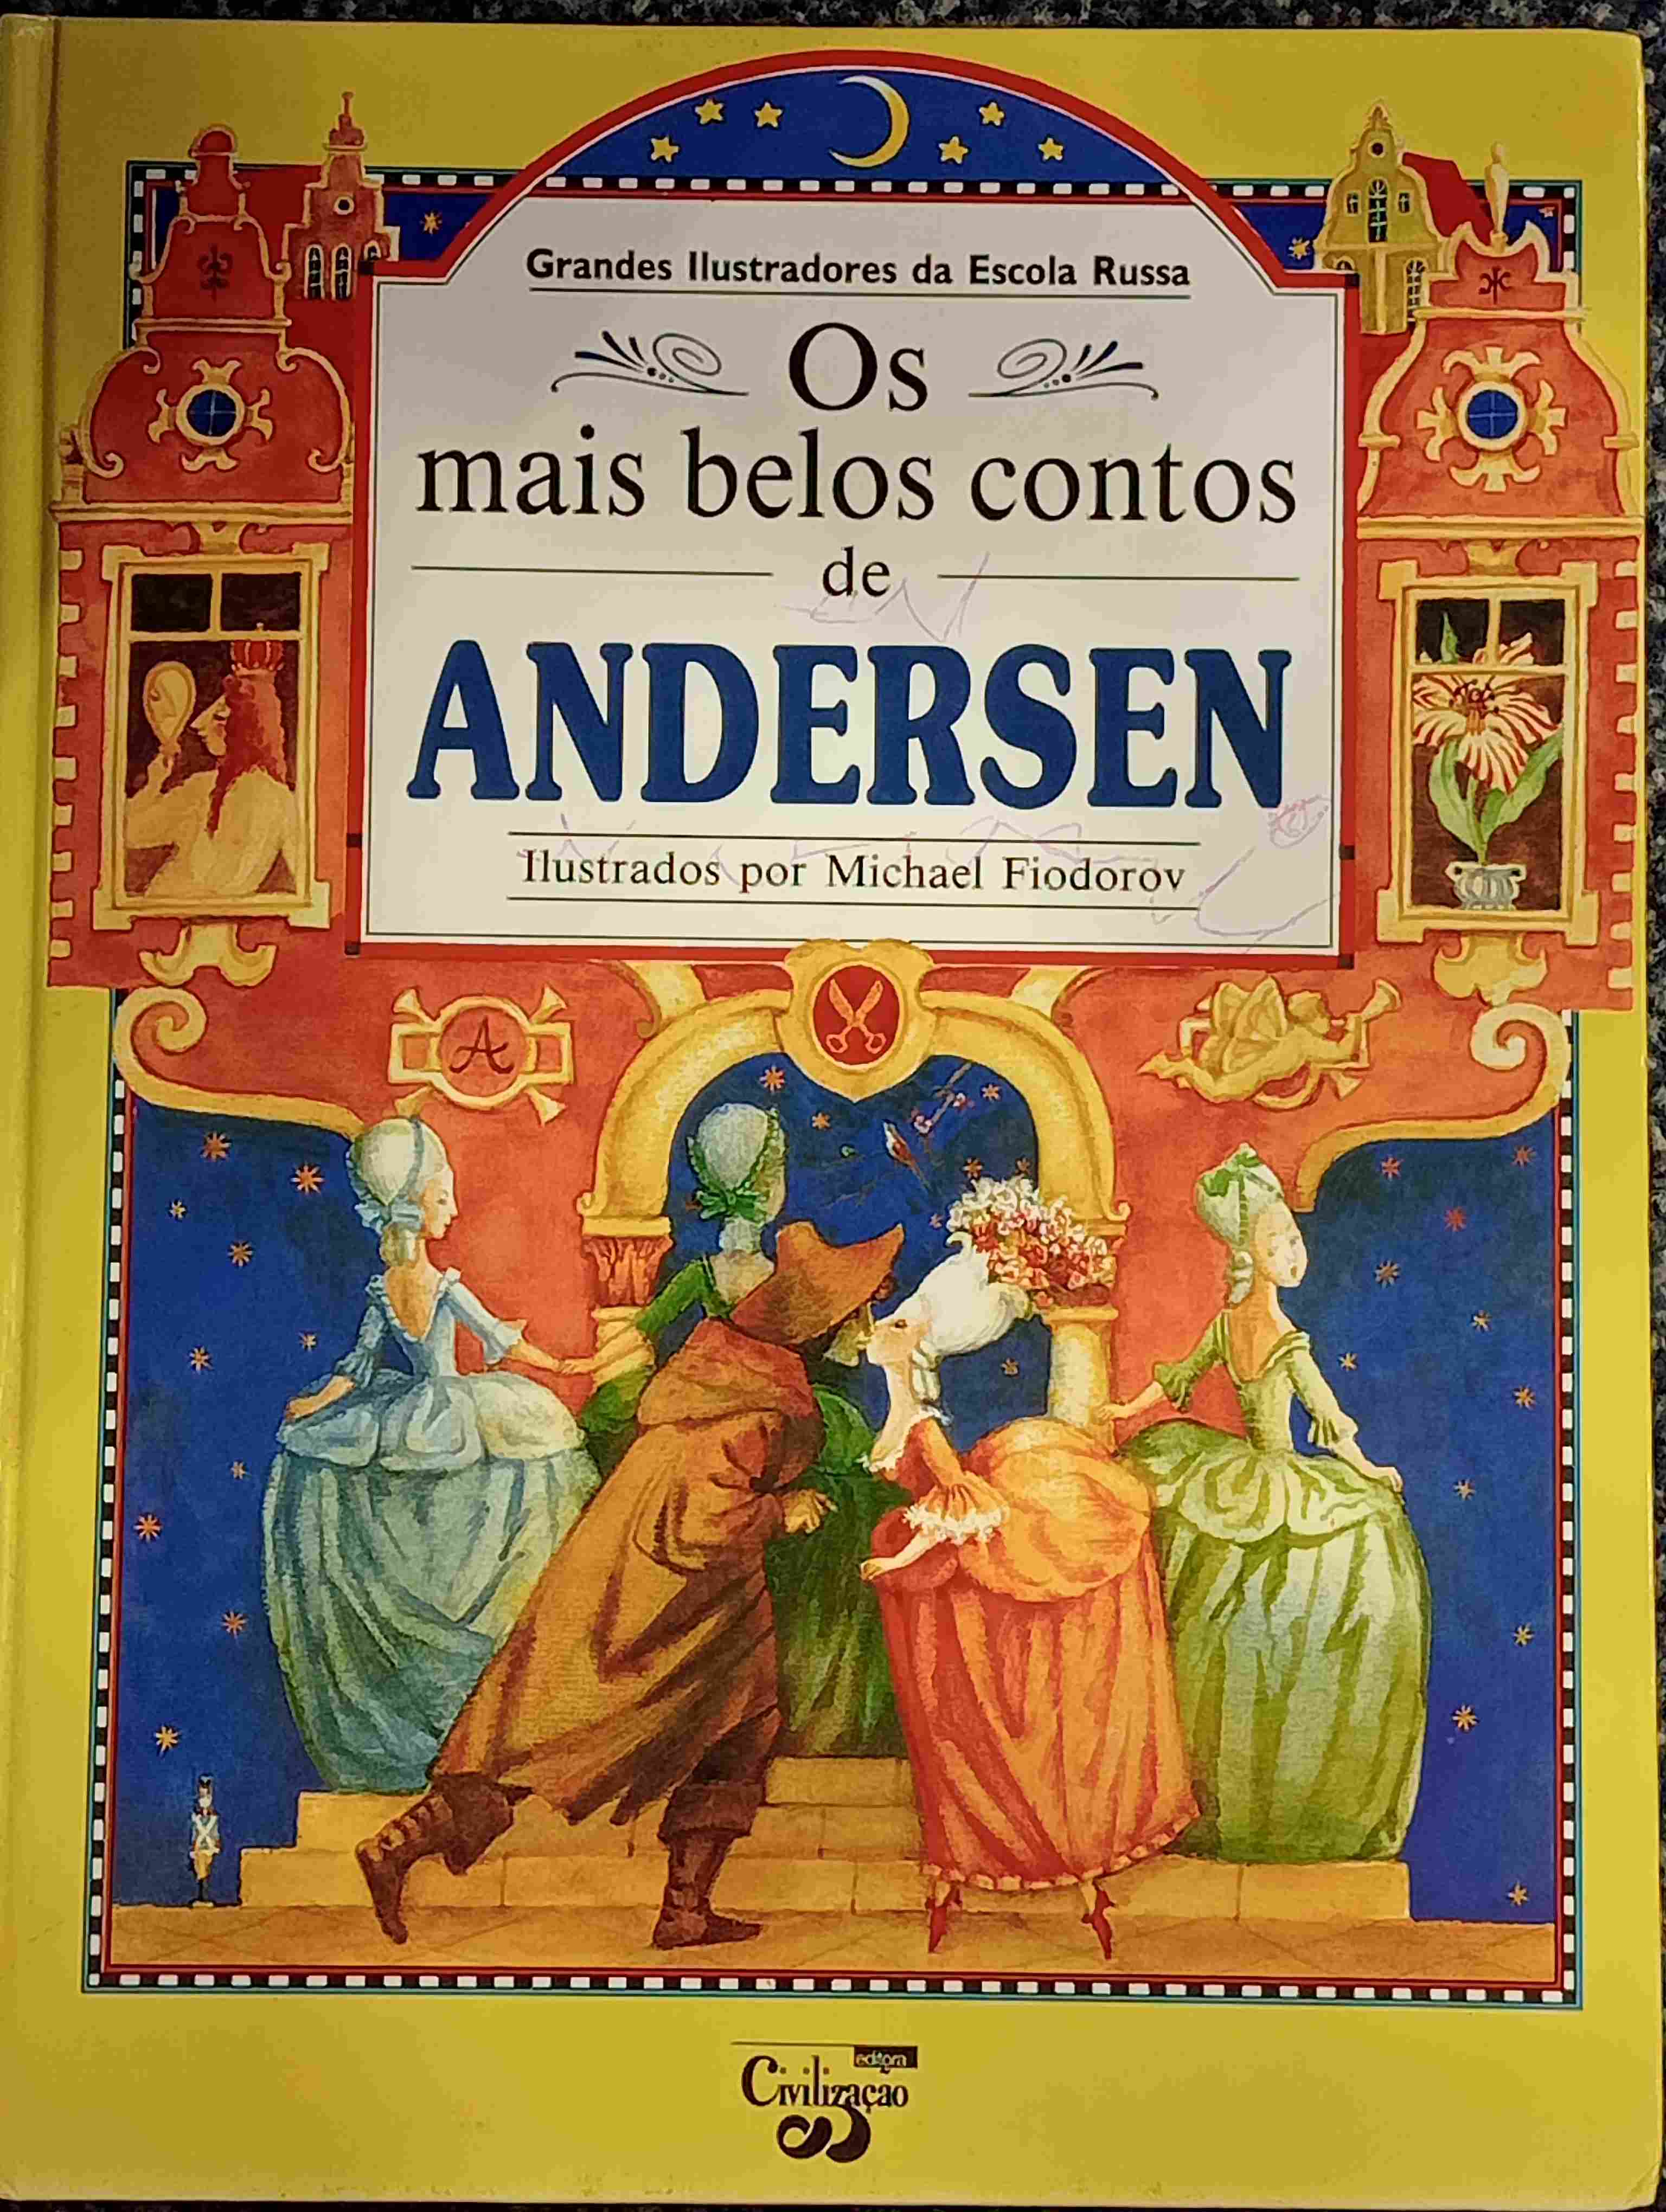 Grandes Ilustradores da Escola Russa
Os
mais belos contos
de
ANDERSEN
Ilustrados por Michael Fiodorov
A
editora
Civilização